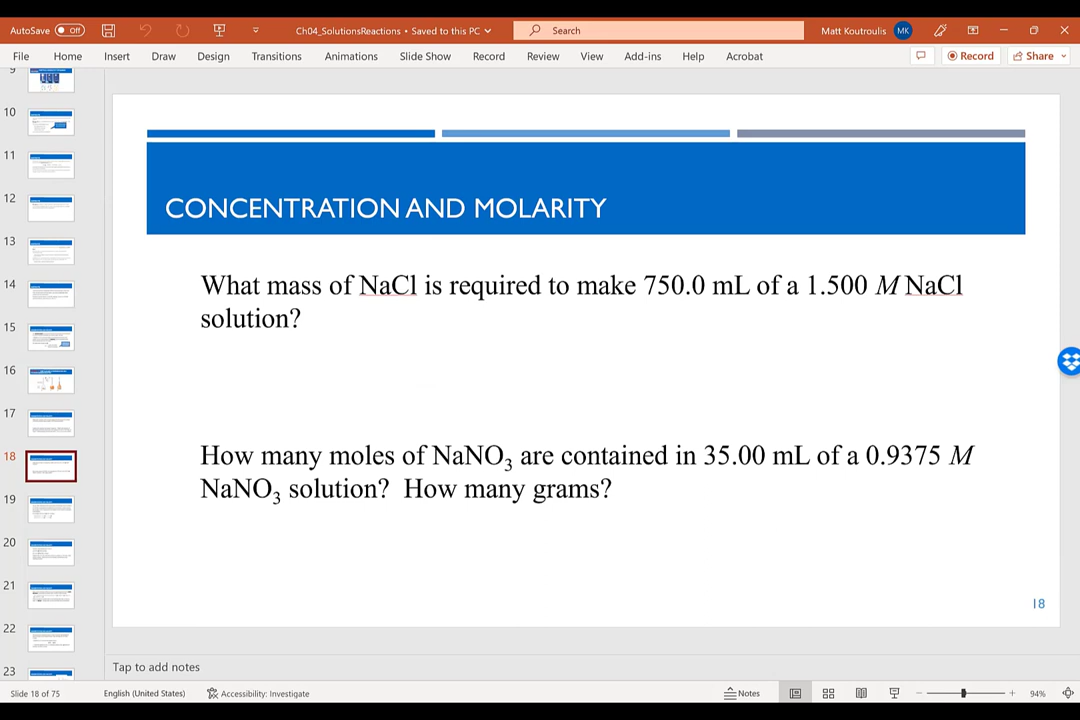 AutoSave Off Ch04_SolutionsReactions • Saved to this PC Search Matt Koutroulis MK
File Home Insert Draw Design Transitions Animations Slide Show Record Review View Add-ins Help Acrobat Record Share
9
10
11
12
13
14
15
16
17
18
19
20
21
22
23
CONCENTRATION AND MOLARITY
What mass of NaCl is required to make 750.0 mL of a 1.500 M NaCl
solution?
How many moles of NaNO₃ are contained in 35.00 mL of a 0.9375 M
NaNO₃ solution? How many grams?
18
Tap to add notes
Slide 18 of 75 English (United States) Accessibility: Investigate Notes 94%